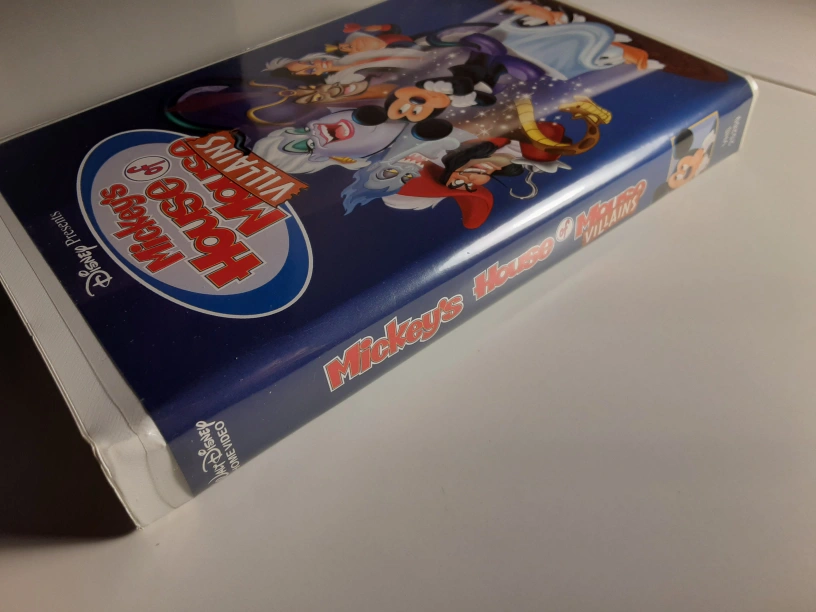 Disney Presents
Mickey's
House of
Mouse
VILLAINS
Mickey's House of Mouse
VILLAINS
Walt Disney
HOME VIDEO